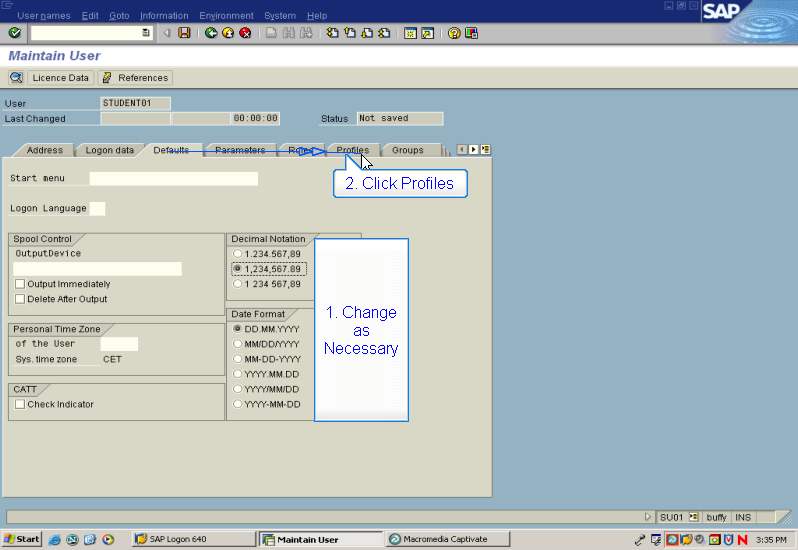 User names Edit Goto Information Environment System Help
SAP
Maintain User
Licence Data References
User STUDENT01
Last Changed 00:00:00 Status Not saved
Address Logon data Defaults Parameters Roles Profiles Groups
2. Click Profiles
Start menu
Logon Language
Spool Control
OutputDevice
Output Immediately
Delete After Output
Decimal Notation
1.234.567,89
1,234,567.89
1 234 567,89
1. Change
as
Necessary
Personal Time Zone
of the User
Sys. time zone CET
Date Format
DD.MM.YYYY
MM/DD/YYYY
MM-DD-YYYY
YYYY.MM.DD
YYYY/MM/DD
YYYY-MM-DD
CATT
Check Indicator
SU01 buffy INS
Start SAP Logon 640 Maintain User Macromedia Captivate 3:35 PM